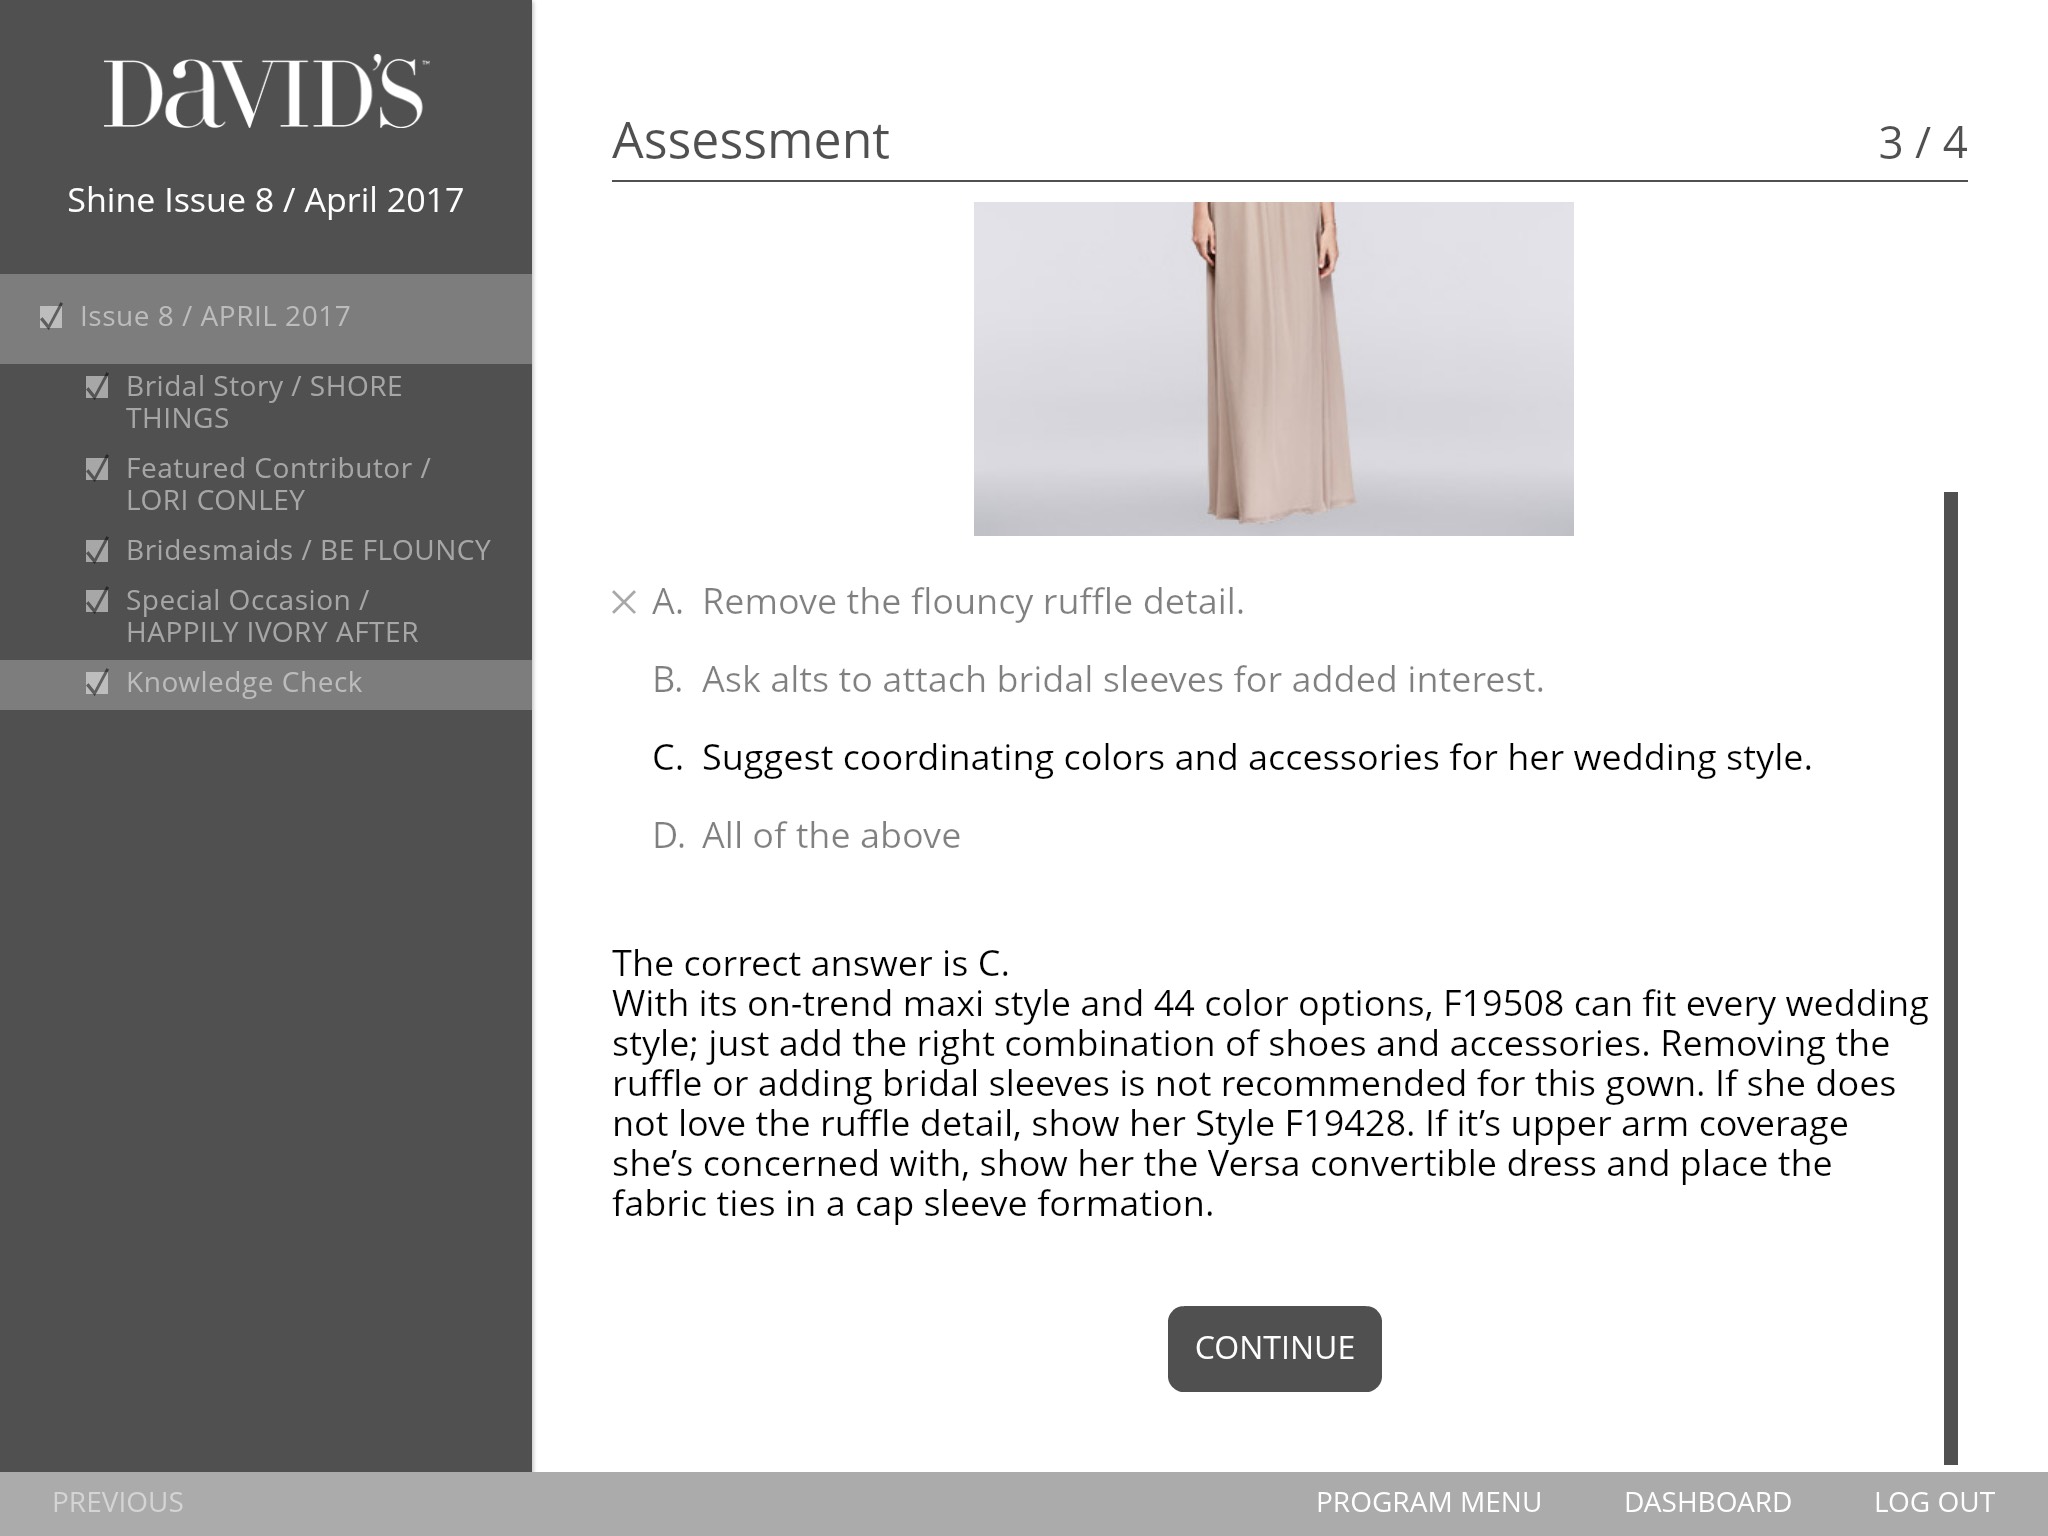 DAVID'S™
Shine Issue 8 / April 2017
Issue 8 / APRIL 2017
Bridal Story / SHORE
THINGS
Featured Contributor /
LORI CONLEY
Bridesmaids / BE FLOUNCY
Special Occasion /
HAPPILY IVORY AFTER
Knowledge Check
Assessment
3 / 4
A. Remove the flouncy ruffle detail.
B. Ask alts to attach bridal sleeves for added interest.
C. Suggest coordinating colors and accessories for her wedding style.
D. All of the above
The correct answer is C.
With its on-trend maxi style and 44 color options, F19508 can fit every wedding
style; just add the right combination of shoes and accessories. Removing the
ruffle or adding bridal sleeves is not recommended for this gown. If she does
not love the ruffle detail, show her Style F19428. If it’s upper arm coverage
she’s concerned with, show her the Versa convertible dress and place the
fabric ties in a cap sleeve formation.
CONTINUE
PREVIOUS
PROGRAM MENU
DASHBOARD
LOG OUT